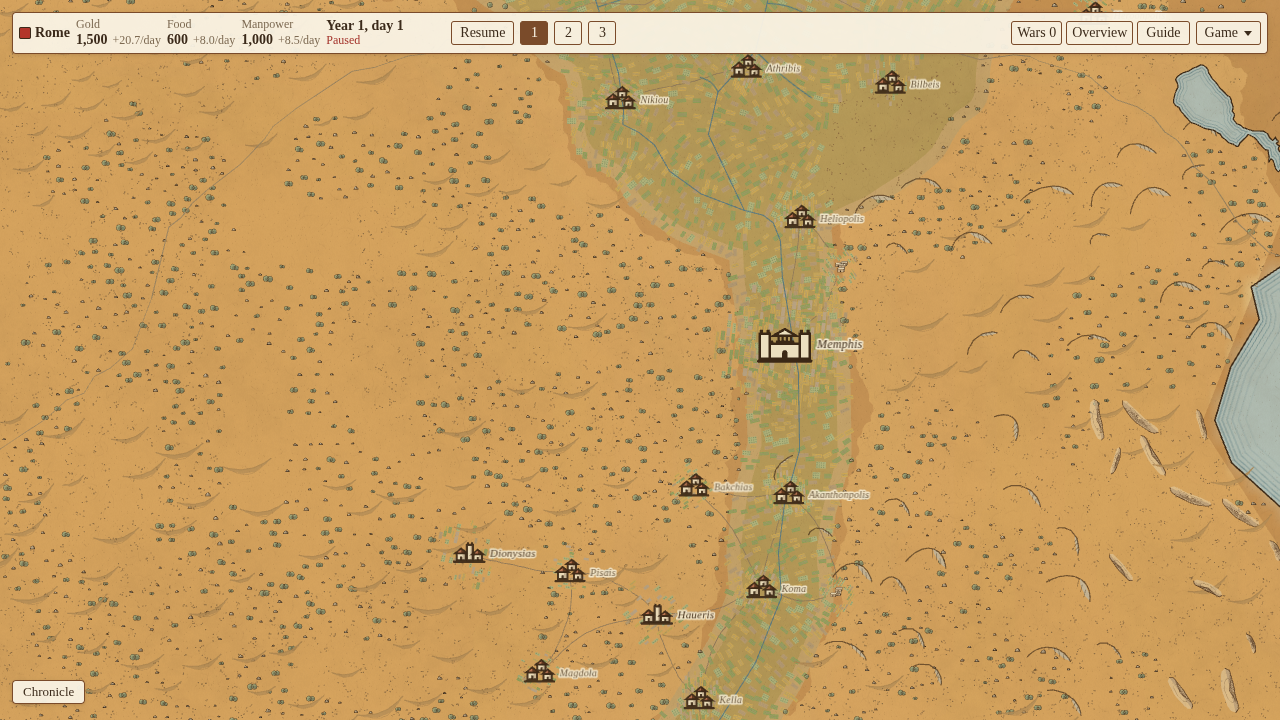 Rome
Gold
1,500 +20.7/day
Food
600 +8.0/day
Manpower
1,000 +8.5/day
Year 1, day 1
Paused
Resume
1
2
3
Wars 0
Overview
Guide
Game
Athribis
Bilbeis
Nikiou
Heliopolis
Memphis
Bakchias
Akanthonpolis
Dionysias
Pisais
Koma
Haueris
Magdola
Kella
Chronicle